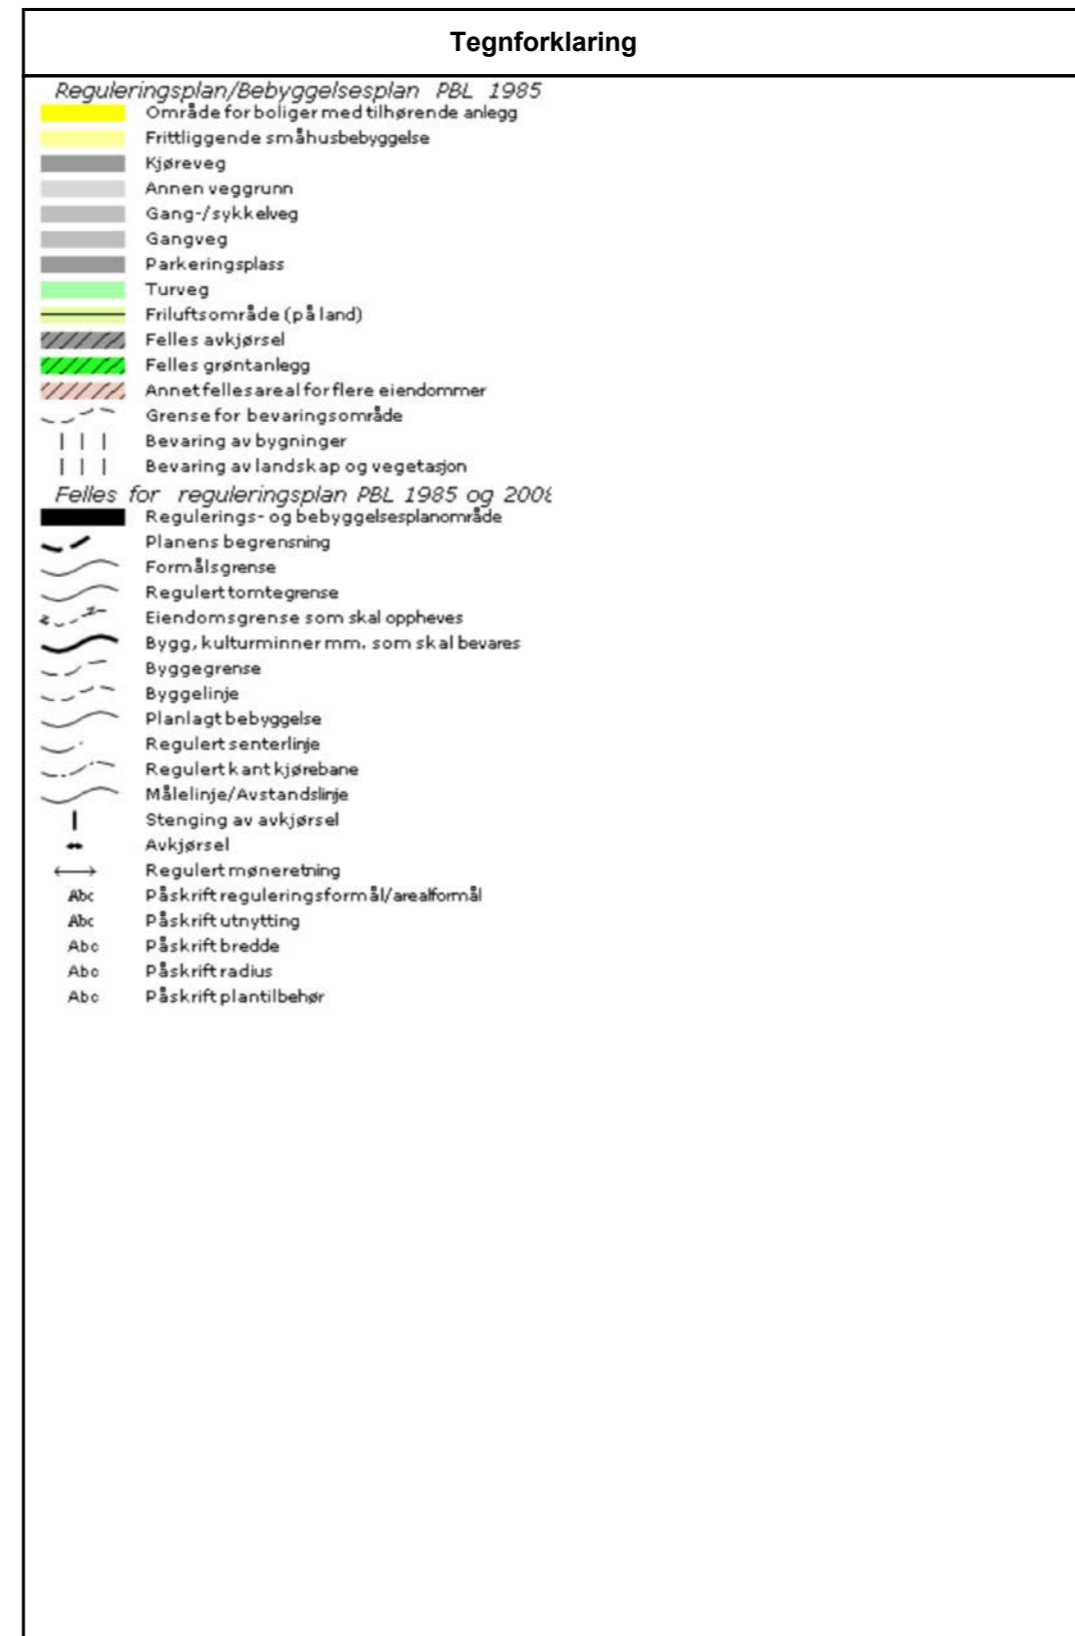 Tegnforklaring
Reguleringsplan/Bebyggelsesplan PBL 1985
Område for boliger med tilhørende anlegg
Frittliggende småhusbebyggelse
Kjøreveg
Annen veggrunn
Gang-/sykkelveg
Gangveg
Parkeringsplass
Turveg
Friluftsområde (på land)
Felles avkjørsel
Felles grøntanlegg
Annet fellesareal for flere eiendommer
Grense for bevaringsområde
Bevaring av bygninger
Bevaring av landskap og vegetasjon
Felles for reguleringsplan PBL 1985 og 2008
Regulerings- og bebyggelsesplanområde
Planens begrensning
Formålsgrense
Regulert tomtegrense
Eiendomsgrense som skal oppheves
Bygg, kulturminner mm. som skal bevares
Byggegrense
Byggelinje
Planlagt bebyggelse
Regulert senterlinje
Regulert kant kjørebane
Målelinje/Avstandslinje
Stenging av avkjørsel
Avkjørsel
Regulert møneretning
Abc Påskrift reguleringsformål/arealformål
Abc Påskrift utnytting
Abc Påskrift bredde
Abc Påskrift radius
Abc Påskrift plantilbehør